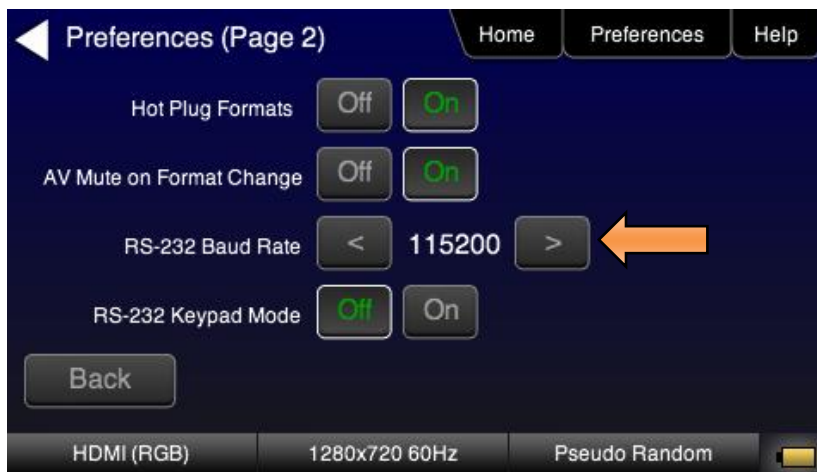 Preferences (Page 2) Home Preferences Help
Hot Plug Formats Off On
AV Mute on Format Change Off On
RS-232 Baud Rate < 115200 >
RS-232 Keypad Mode Off On
Back
HDMI (RGB) 1280x720 60Hz Pseudo Random